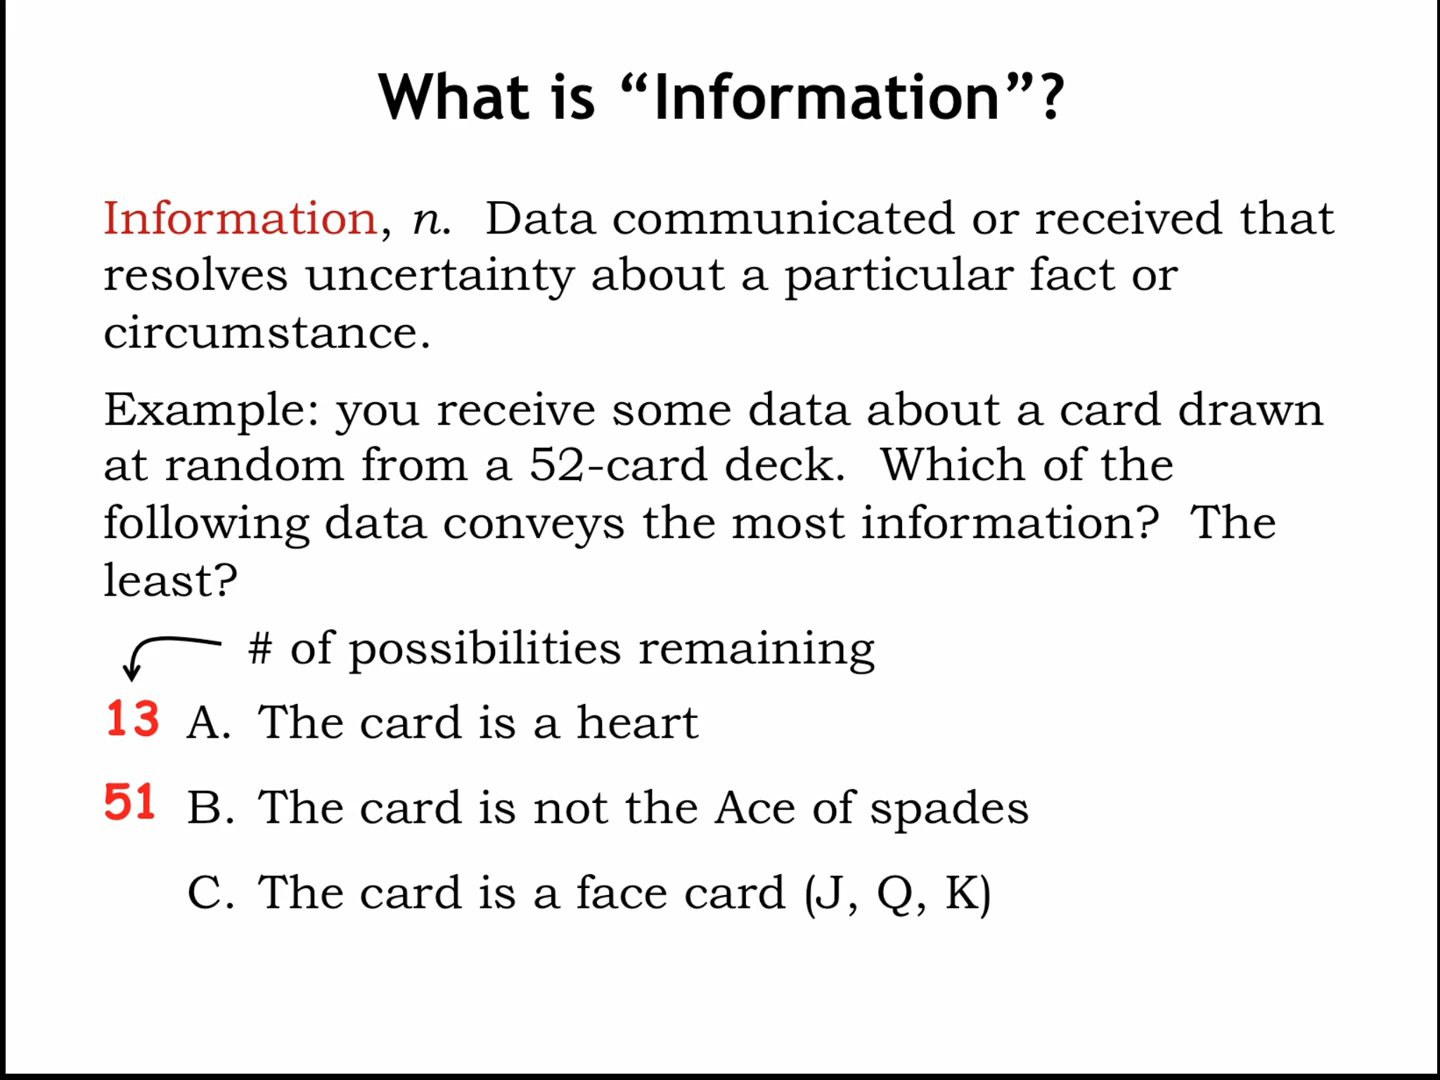 What is “Information”?
Information, n.  Data communicated or received that
resolves uncertainty about a particular fact or
circumstance.
Example: you receive some data about a card drawn
at random from a 52-card deck.  Which of the
following data conveys the most information?  The
least?
# of possibilities remaining
13 A. The card is a heart
51 B. The card is not the Ace of spades
C. The card is a face card (J, Q, K)